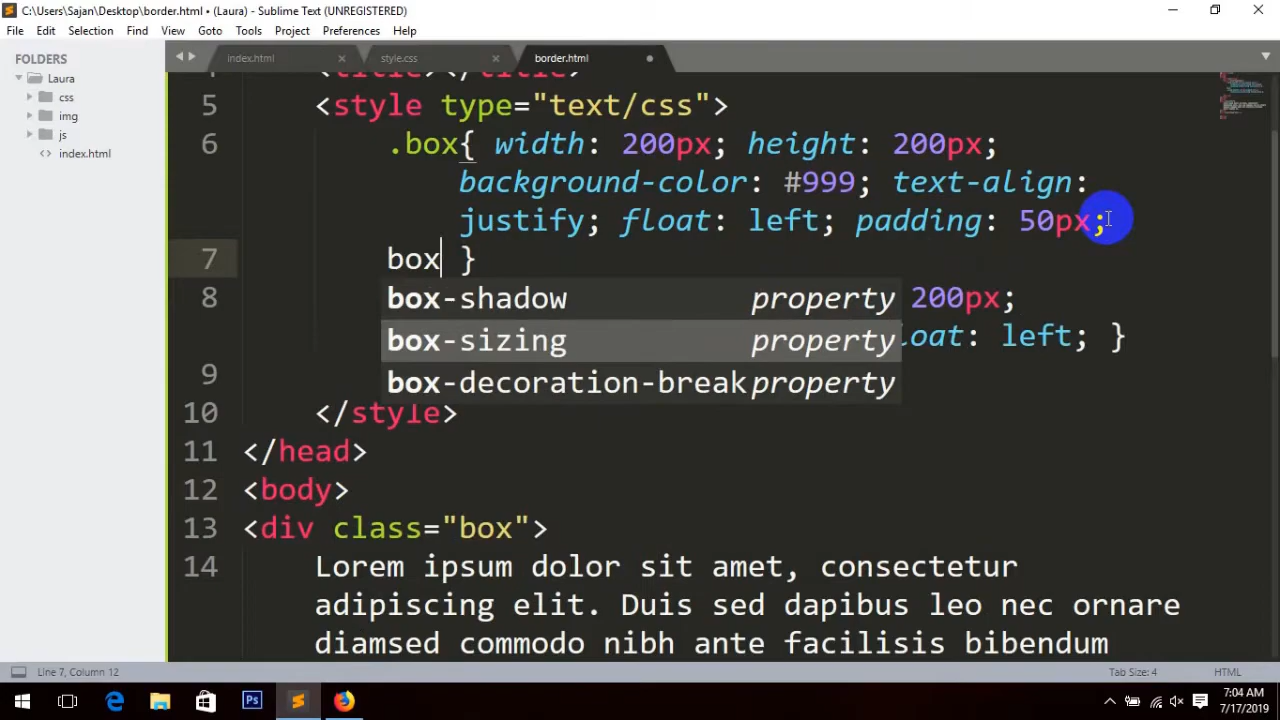 C:\Users\Sajan\Desktop\border.html • (Laura) - Sublime Text (UNREGISTERED)
File Edit Selection Find View Goto Tools Project Preferences Help
FOLDERS
Laura
css
img
js
index.html
index.html
style.css
border.html
4 <title></title>
5 <style type="text/css">
6 .box{ width: 200px; height: 200px;
background-color: #999; text-align:
justify; float: left; padding: 50px;
7 box }
box-shadow property
box-sizing property
box-decoration-break property
8 200px;
loat: left; }
9
10 </style>
11 </head>
12 <body>
13 <div class="box">
14 Lorem ipsum dolor sit amet, consectetur
adipiscing elit. Duis sed dapibus leo nec ornare
diamsed commodo nibh ante facilisis bibendum
Line 7, Column 12
Tab Size: 4
HTML
Ps
7:04 AM
7/17/2019